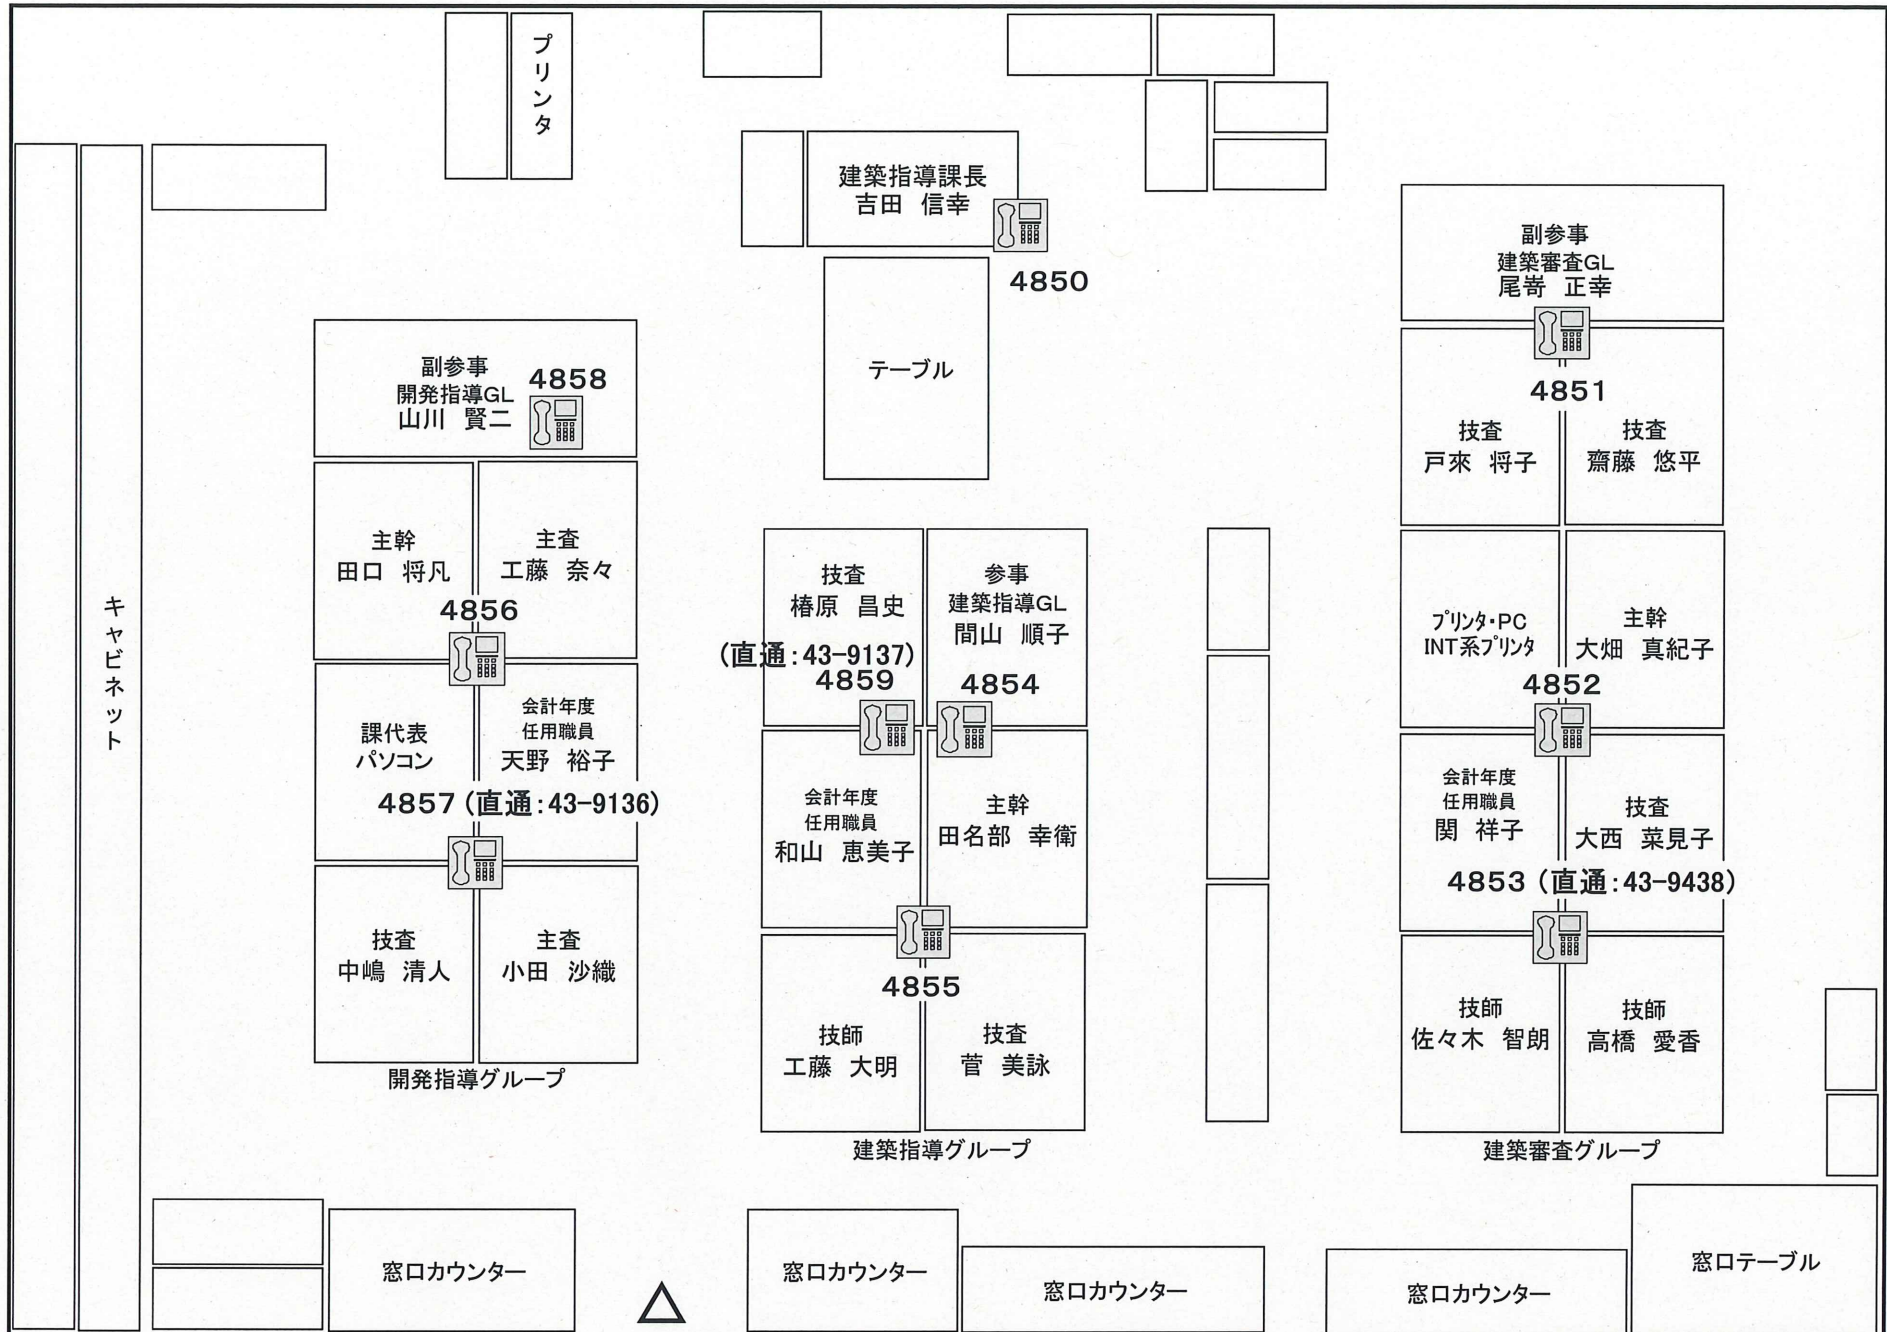 プリンタ
建築指導課長
吉田 信幸
4850
テーブル
キャビネット
副参事
開発指導GL
山川 賢二
4858
主幹
田口 将凡
主査
工藤 奈々
4856
課代表
パソコン
会計年度
任用職員
天野 裕子
4857 (直通:43-9136)
技査
中嶋 清人
主査
小田 沙織
開発指導グループ
技査
椿原 昌史
(直通:43-9137)
4859
参事
建築指導GL
間山 順子
4854
会計年度
任用職員
和山 恵美子
主幹
田名部 幸衛
4855
技師
工藤 大明
技査
菅 美詠
建築指導グループ
副参事
建築審査GL
尾嵜 正幸
4851
技査
戸來 将子
技査
齋藤 悠平
プリンタ・PC
INT系プリンタ
主幹
大畑 真紀子
4852
会計年度
任用職員
関 祥子
技査
大西 菜見子
4853 (直通:43-9438)
技師
佐々木 智朗
技師
高橋 愛香
建築審査グループ
窓口カウンター
窓口カウンター
窓口カウンター
窓口カウンター
窓口テーブル